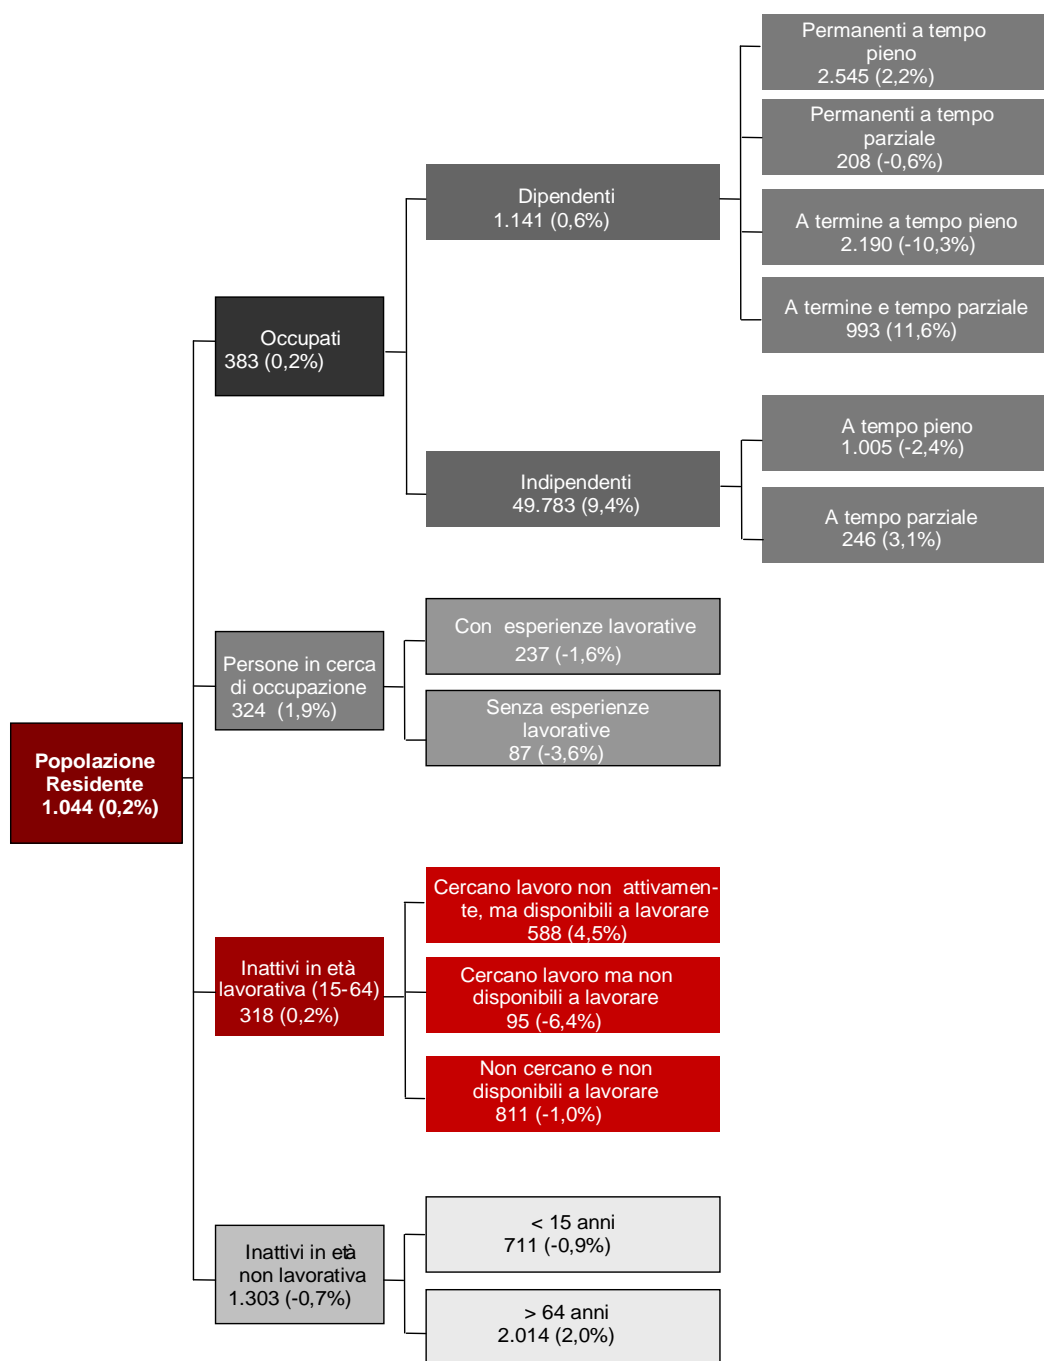 Popolazione
Residente
1.044 (0,2%)
Occupati
383 (0,2%)
Dipendenti
1.141 (0,6%)
Permanenti a tempo
pieno
2.545 (2,2%)
Permanenti a tempo
parziale
208 (-0,6%)
A termine a tempo pieno
2.190 (-10,3%)
A termine e tempo parziale
993 (11,6%)
Indipendenti
49.783 (9,4%)
A tempo pieno
1.005 (-2,4%)
A tempo parziale
246 (3,1%)
Persone in cerca
di occupazione
324 (1,9%)
Con esperienze lavorative
237 (-1,6%)
Senza esperienze
lavorative
87 (-3,6%)
Inattivi in età
lavorativa (15-64)
318 (0,2%)
Cercano lavoro non attivamen-
te, ma disponibili a lavorare
588 (4,5%)
Cercano lavoro ma non
disponibili a lavorare
95 (-6,4%)
Non cercano e non
disponibili a lavorare
811 (-1,0%)
Inattivi in età
non lavorativa
1.303 (-0,7%)
< 15 anni
711 (-0,9%)
> 64 anni
2.014 (2,0%)